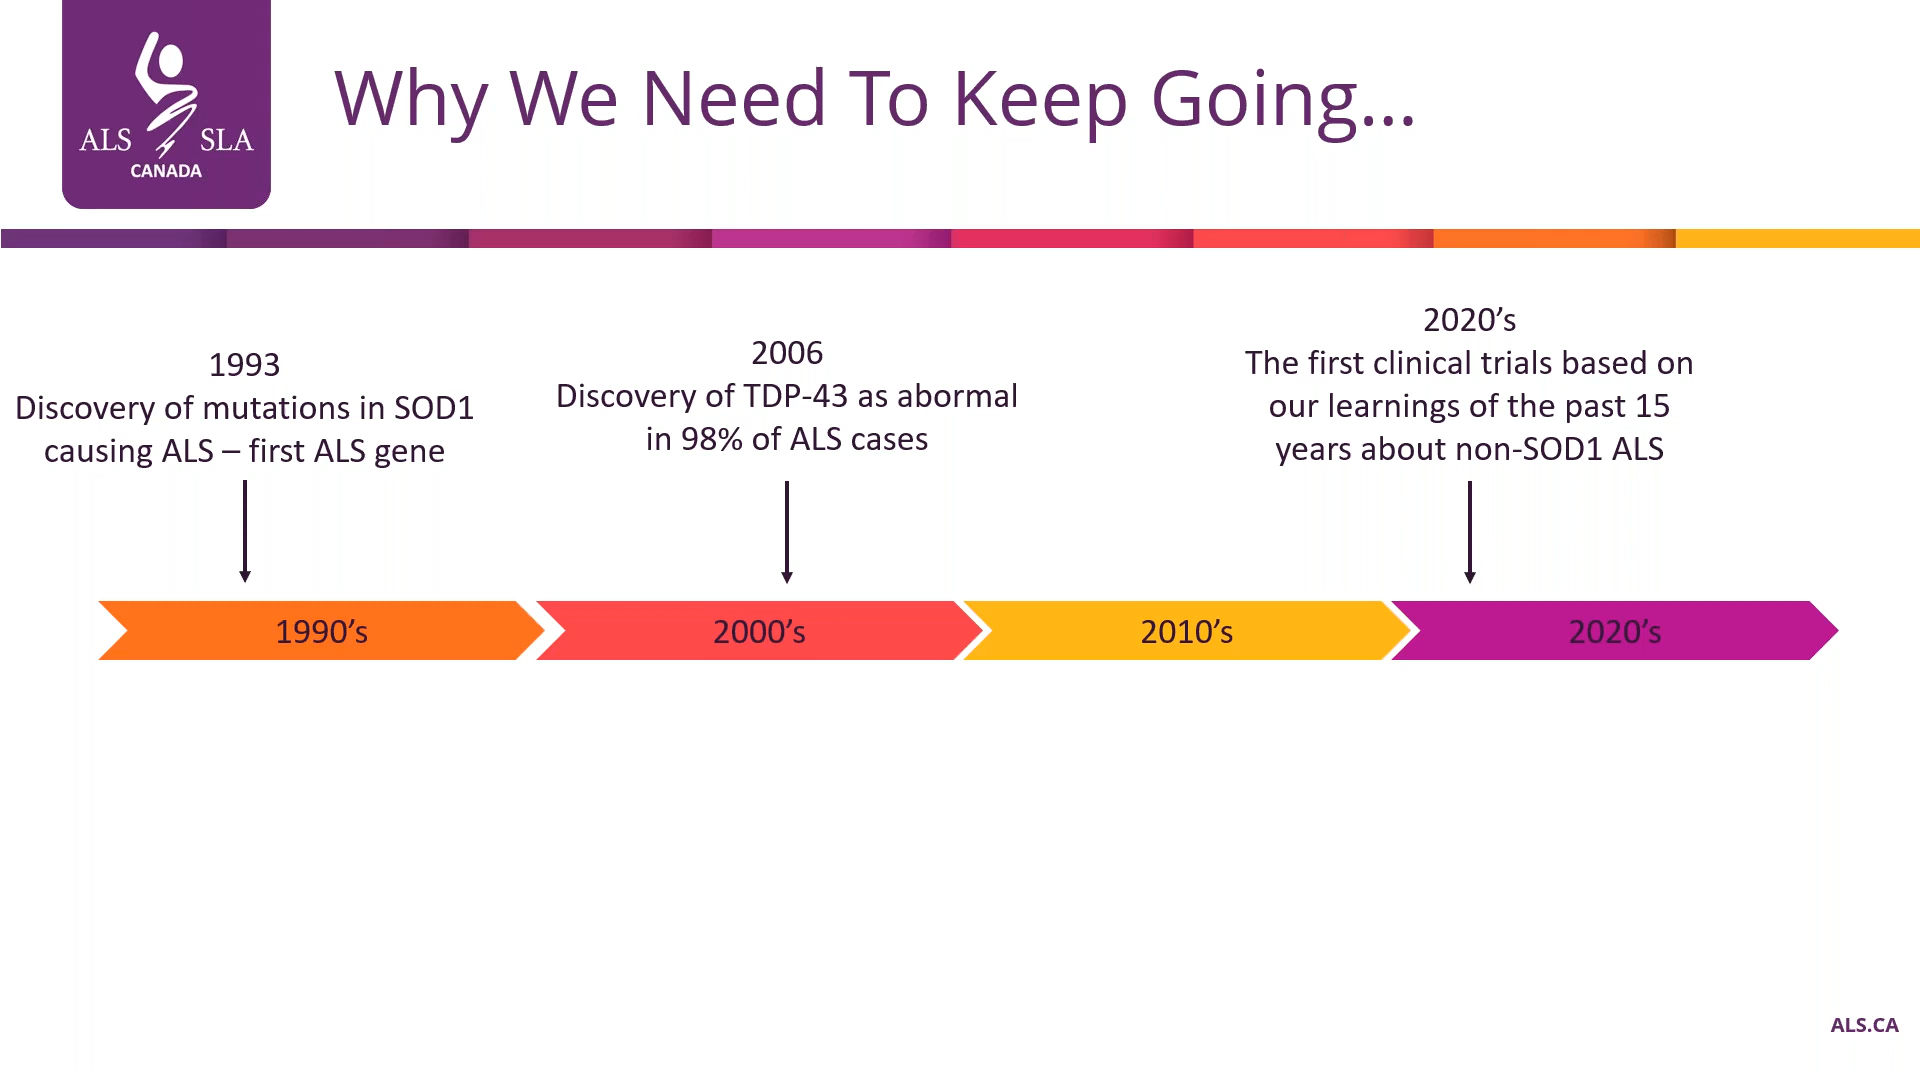 ALS SLA
CANADA
Why We Need To Keep Going...
1993
Discovery of mutations in SOD1
causing ALS – first ALS gene
2006
Discovery of TDP-43 as abormal
in 98% of ALS cases
2020’s
The first clinical trials based on
our learnings of the past 15
years about non-SOD1 ALS
1990’s
2000’s
2010’s
2020’s
ALS.CA